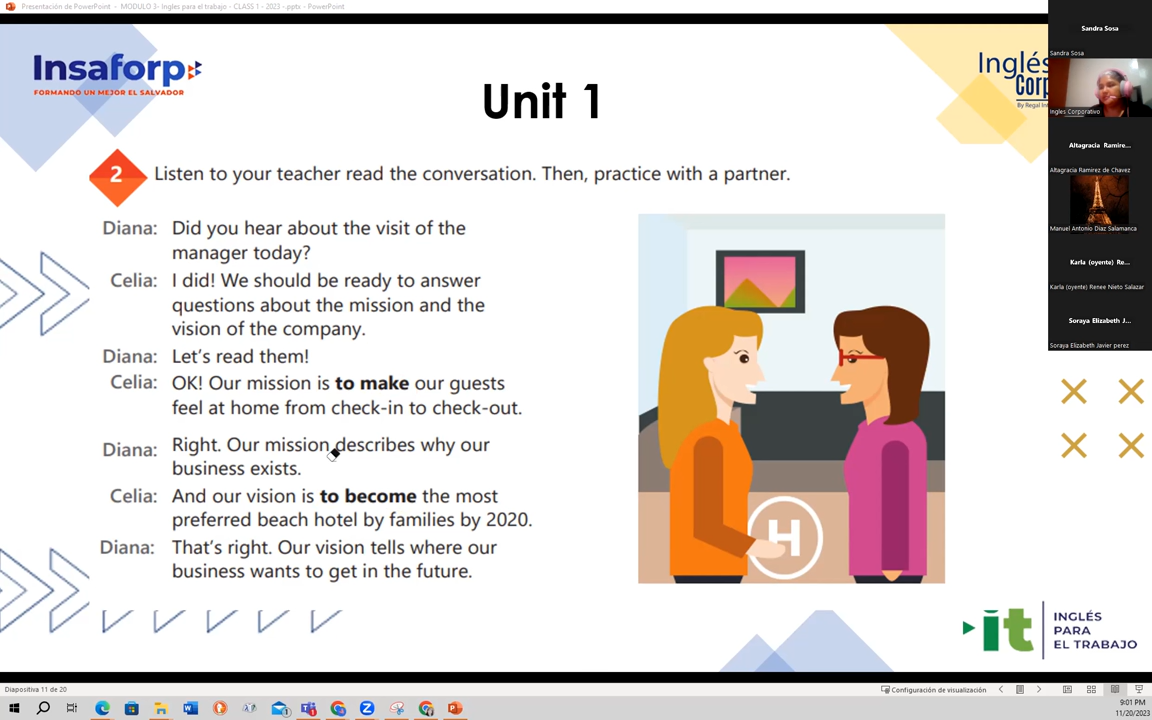 Presentación de PowerPoint - MODULO 3- Ingles para el trabajo - CLASS 1 - 2023 - .pptx - PowerPoint
Insaforp
FORMANDO UN MEJOR EL SALVADOR
Unit 1
Inglés
Corp
By Regal Int
Sandra Sosa
Sandra Sosa
Ingles Corporativo
Altagracia Ramire...
Altagracia Ramirez de Chavez
Manuel Antonio Diaz Salamanca
Karla (oyente) Re...
Karla (oyente) Renee Nieto Salazar
Soraya Elizabeth J...
Soraya Elizabeth Javier perez
2 Listen to your teacher read the conversation. Then, practice with a partner.
Diana: Did you hear about the visit of the
manager today?
Celia: I did! We should be ready to answer
questions about the mission and the
vision of the company.
Diana: Let's read them!
Celia: OK! Our mission is to make our guests
feel at home from check-in to check-out.
Diana: Right. Our mission describes why our
business exists.
Celia: And our vision is to become the most
preferred beach hotel by families by 2020.
Diana: That's right. Our vision tells where our
business wants to get in the future.
H
it INGLÉS
PARA
EL TRABAJO
Diapositiva 11 de 20
Configuración de visualización
9:01 PM
11/20/2023